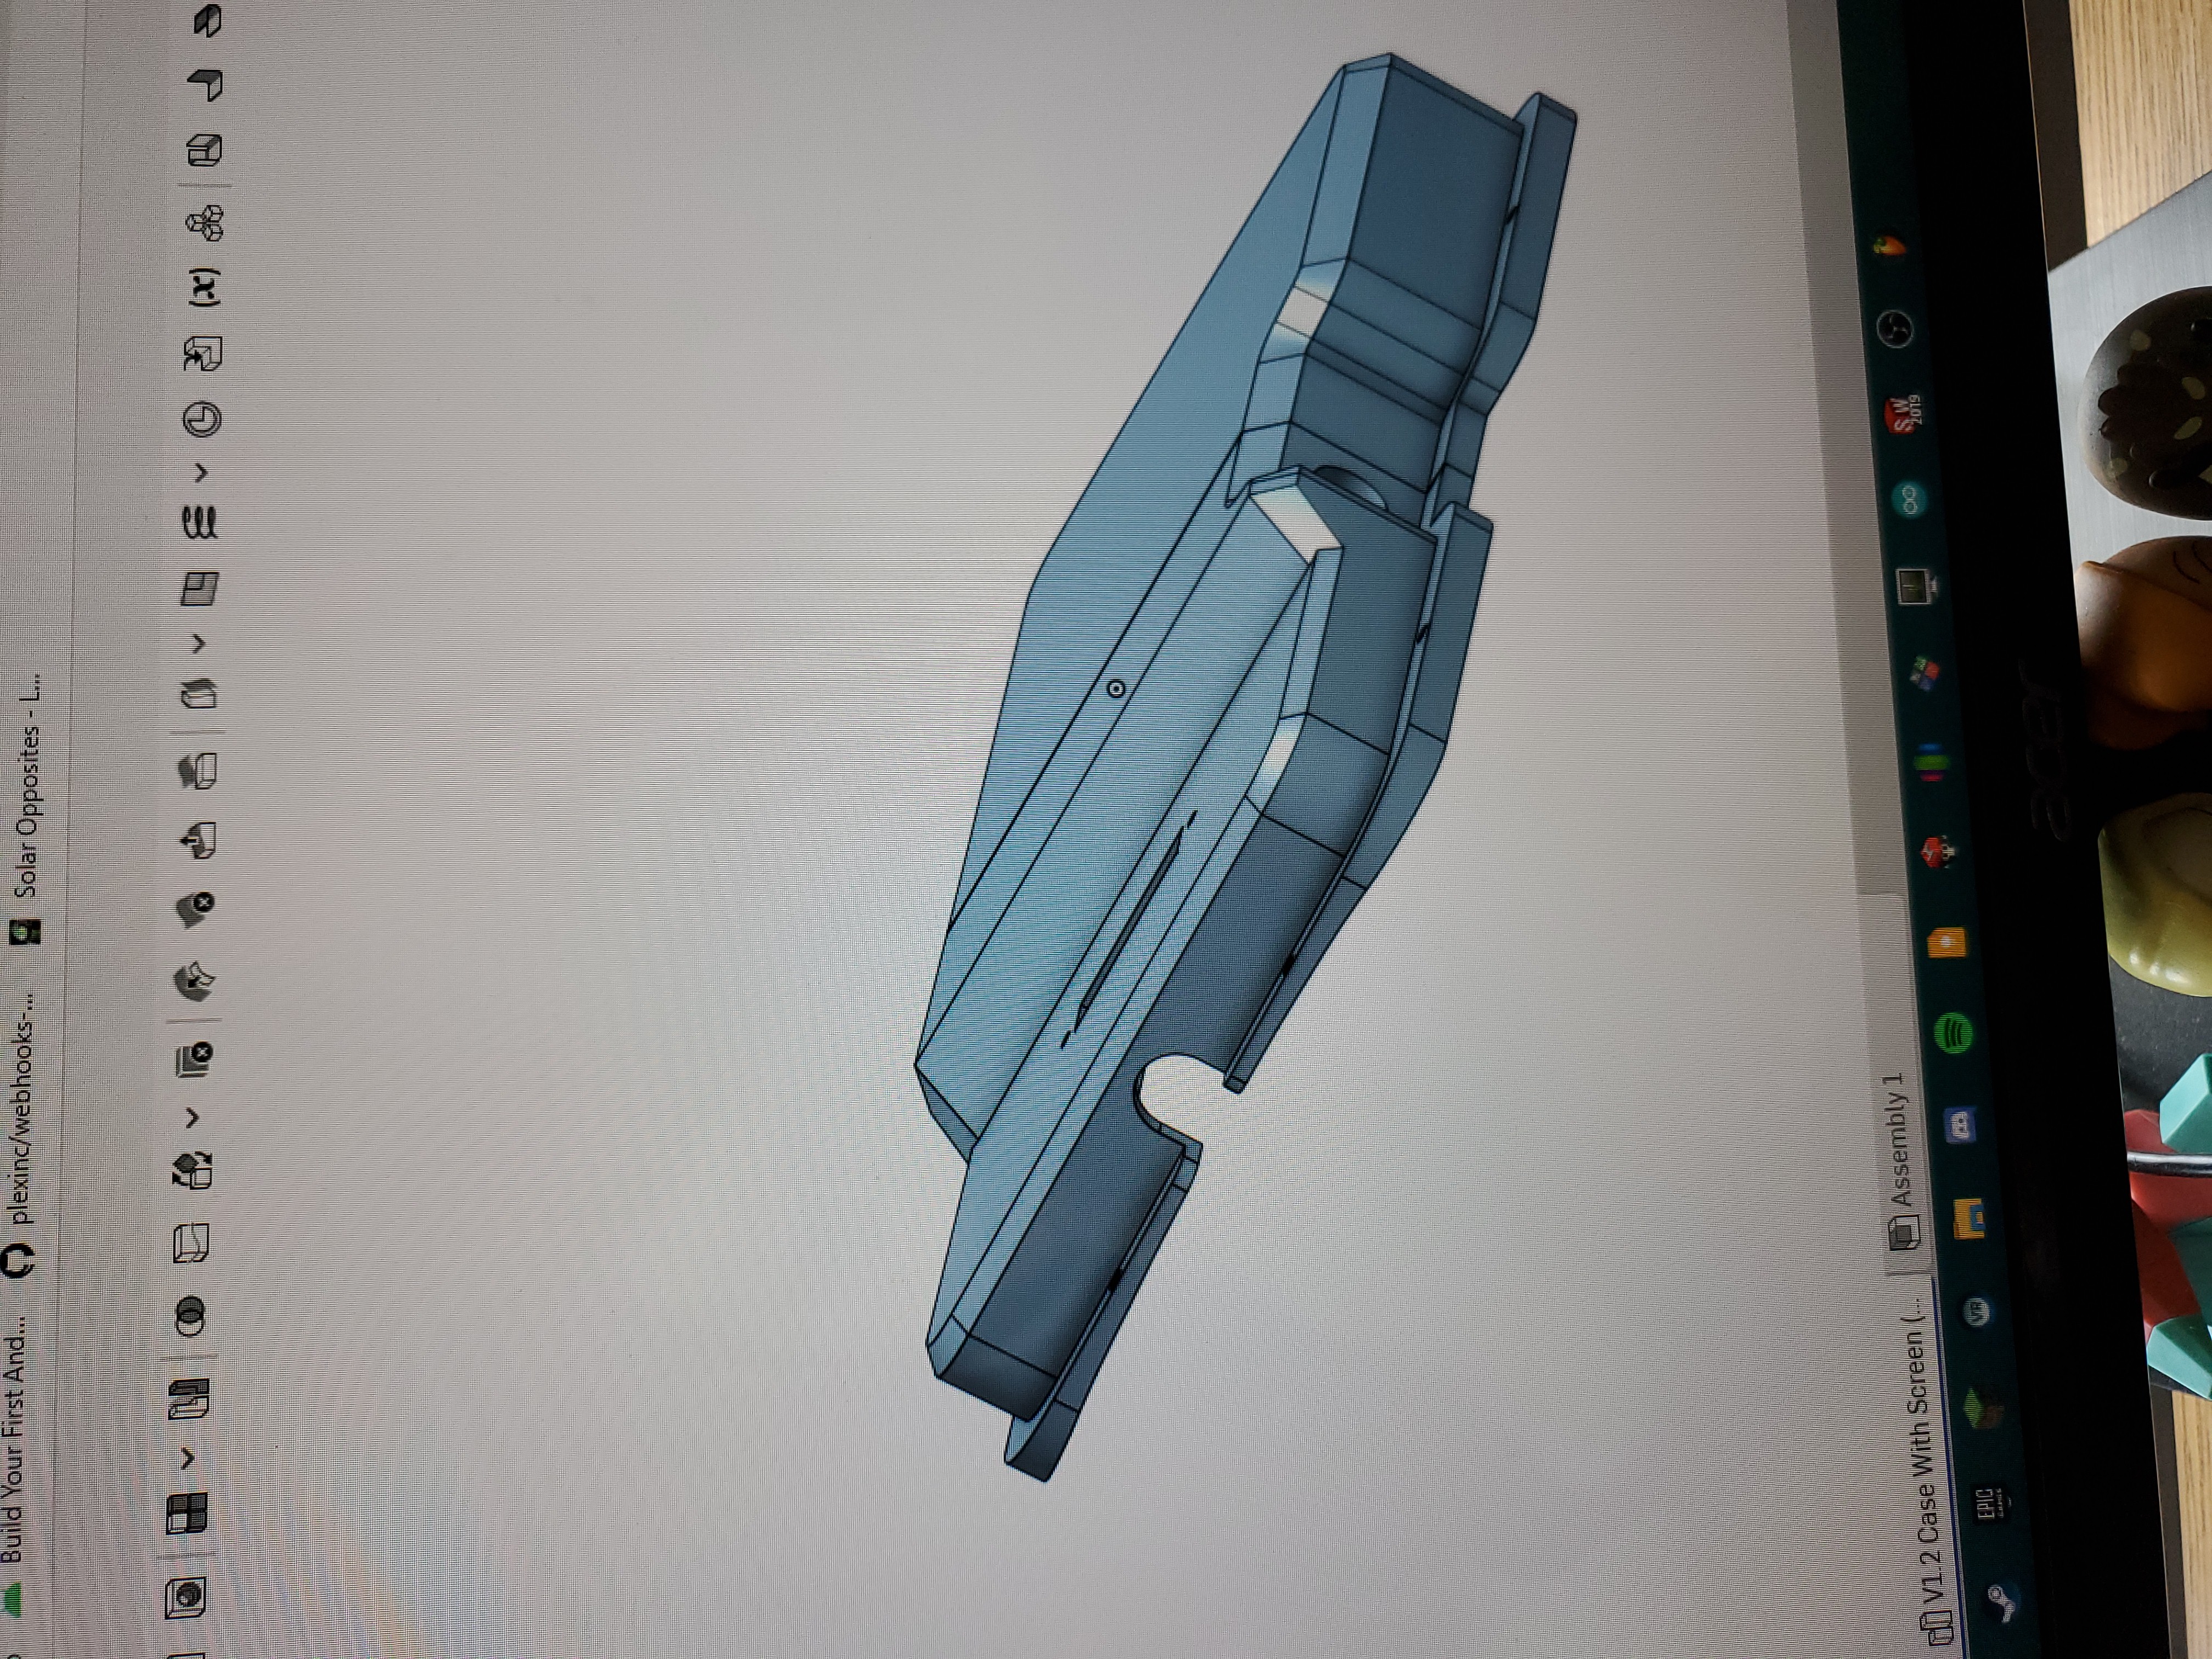 Build Your First And...
plexinc/webhooks-...
Solar Opposites - L...
(x)
V1.2 Case With Screen (...
Assembly 1
EPIC
GAMES
VR
SW
2019
acer